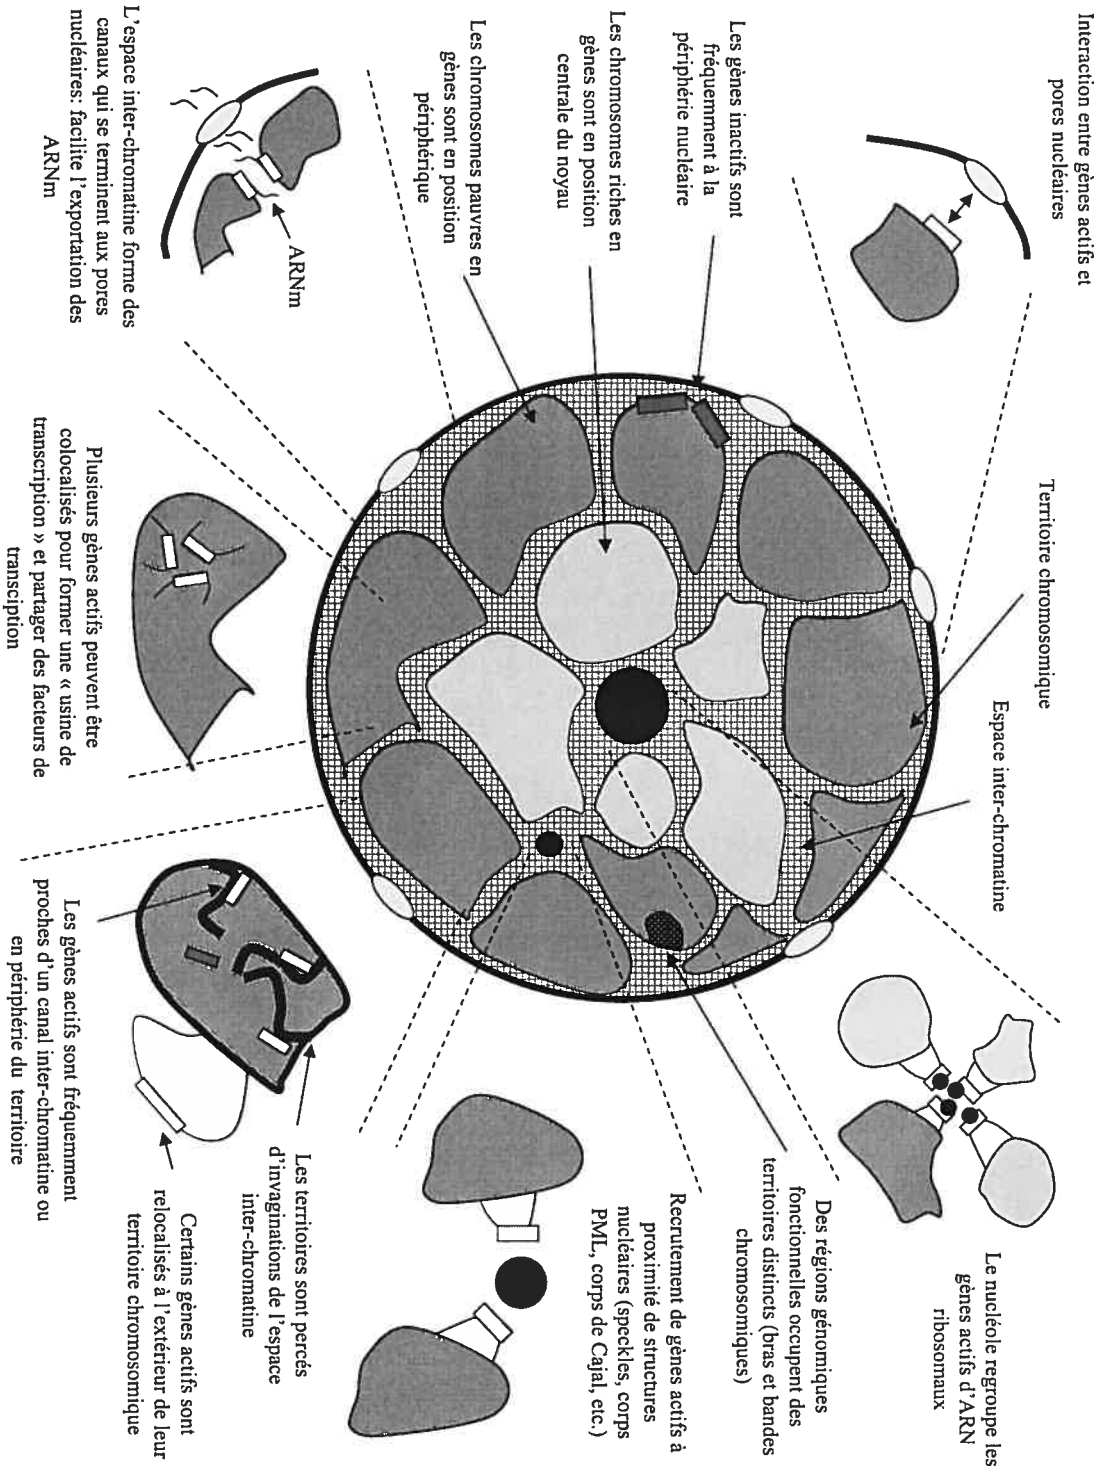 Interaction entre gènes actifs et
pores nucléaires
Les gènes inactifs sont
fréquemment à la
périphérie nucléaire
Les chromosomes riches en
gènes sont en position
centrale du noyau
Les chromosomes pauvres en
gènes sont en position
périphérique
L'espace inter-chromatine forme des
canaux qui se terminent aux pores
nucléaires: facilite l'exportation des
ARNm
ARNm
Territoire chromosomique
Espace inter-chromatine
Plusieurs gènes actifs peuvent être
colocalisés pour former une « usine de
transcription » et partager des facteurs de
transciption
Le nucléole regroupe les
gènes actifs d'ARN
ribosomaux
Des régions génomiques
fonctionnelles occupent des
territoires distincts (bras et bandes
chromosomiques)
Recrutement de gènes actifs à
proximité de structures
nucléaires (speckles, corps
PML, corps de Cajal, etc.)
Les territoires sont percés
d'invaginations de l'espace
inter-chromatine
Certains gènes actifs sont
relocalisés à l'extérieur de leur
territoire chromosomique
Les gènes actifs sont fréquemment
proches d'un canal inter-chromatine ou
en périphérie du territoire